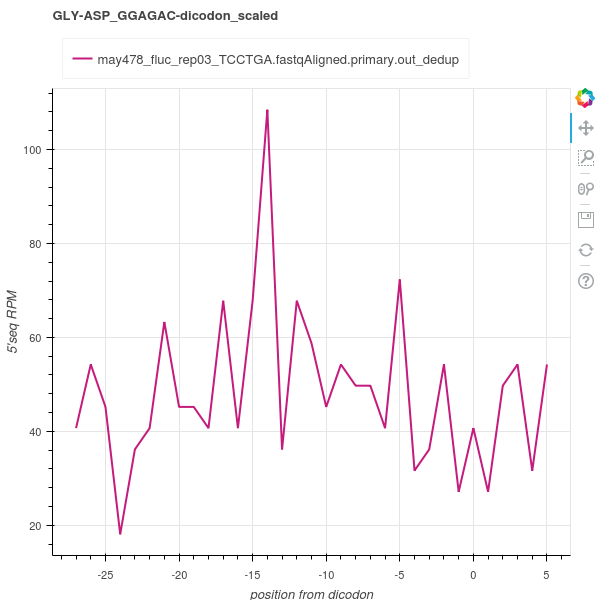 GLY-ASP_GGAGAC-dicodon_scaled
may478_fluc_rep03_TCCTGA.fastqAligned.primary.out_dedup
100
80
60
40
20
5'seq RPM
-25 -20 -15 -10 -5 0 5
position from dicodon